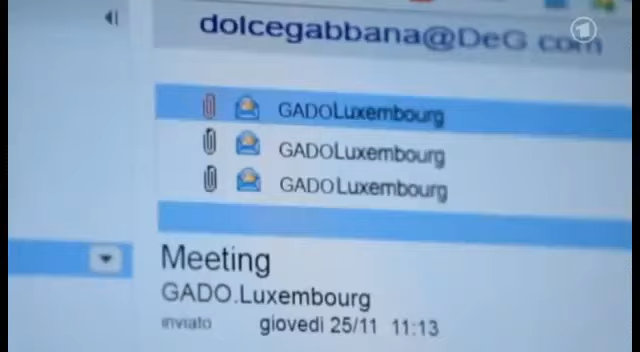 dolcegabbana@DeG com
GADOLuxembourg
GADOLuxembourg
GADOLuxembourg
Meeting
GADO.Luxembourg
inviato giovedì 25/11 11:13